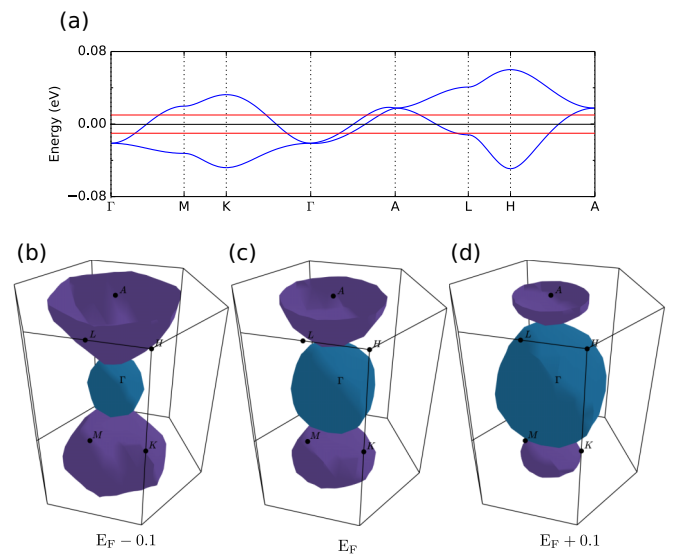 (a)
0.08
0.00
−0.08
Energy (eV)
Γ M K Γ A L H A
(b) (c) (d)
A A A
L H L H L H
Γ Γ Γ
M K M K M K
E_F − 0.1 E_F E_F + 0.1